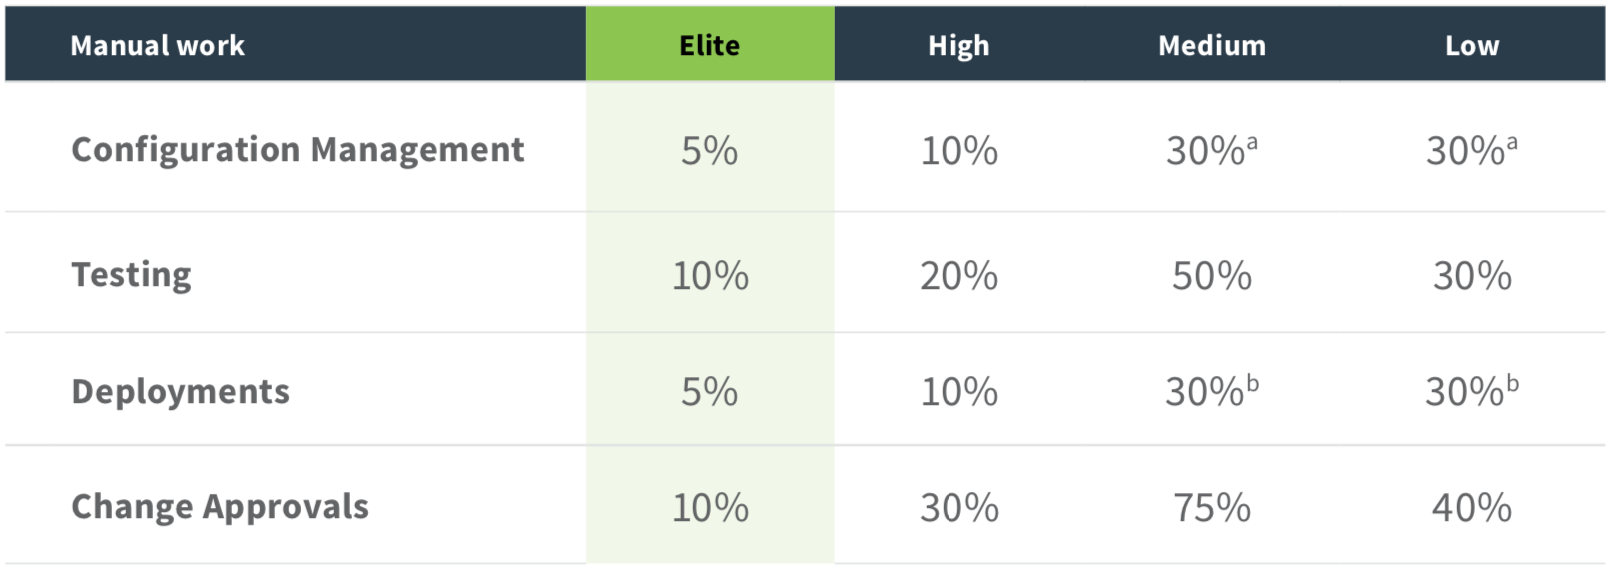 Manual work Elite High Medium Low
Configuration Management 5% 10% 30%ᵃ 30%ᵃ
Testing 10% 20% 50% 30%
Deployments 5% 10% 30%ᵇ 30%ᵇ
Change Approvals 10% 30% 75% 40%